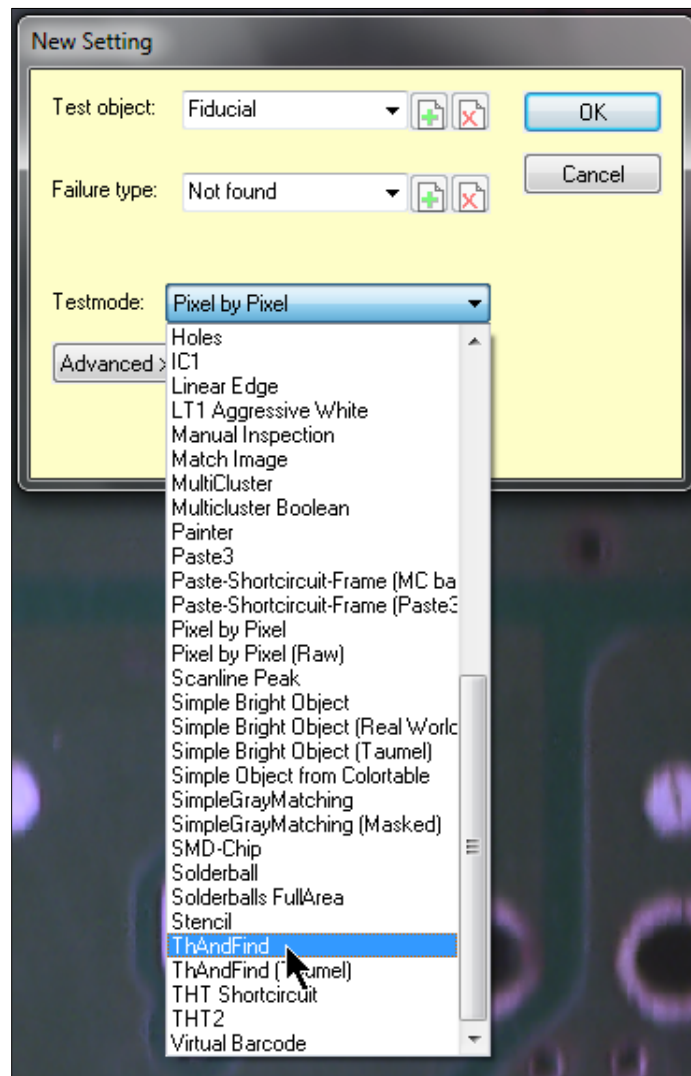 New Setting
Test object:
Fiducial
OK
Failure type:
Not found
Cancel
Testmode:
Pixel by Pixel
Advanced >
Holes
IC1
Linear Edge
LT1 Aggressive White
Manual Inspection
Match Image
MultiCluster
Multicluster Boolean
Painter
Paste3
Paste-Shortcircuit-Frame (MC ba
Paste-Shortcircuit-Frame (Paste3
Pixel by Pixel
Pixel by Pixel (Raw)
Scanline Peak
Simple Bright Object
Simple Bright Object (Real World
Simple Bright Object (Taumel)
Simple Object from Colortable
SimpleGrayMatching
SimpleGrayMatching (Masked)
SMD-Chip
Solderball
Solderballs FullArea
Stencil
ThAndFind
ThAndFind (Taumel)
THT Shortcircuit
THT2
Virtual Barcode